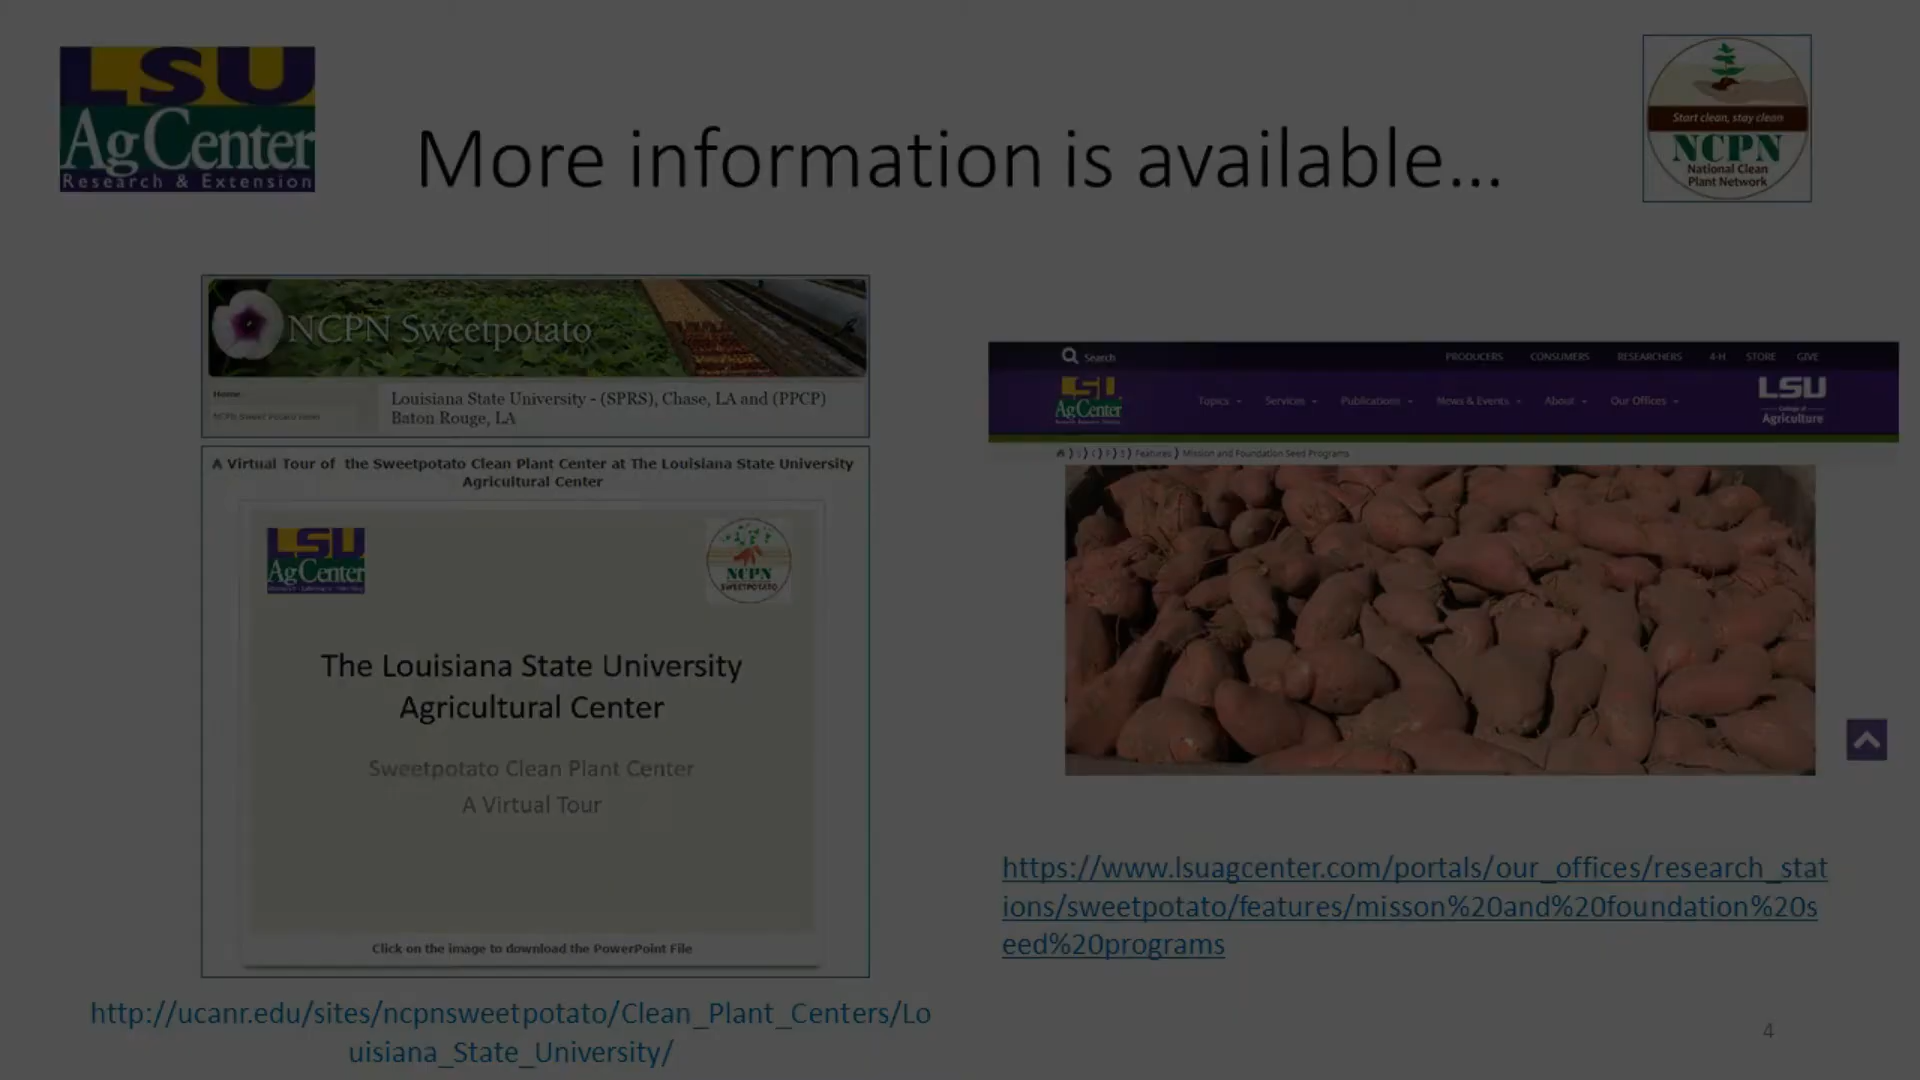 LSU
AgCenter
Research & Extension
More information is available...
Start clean, stay clean
NCPN
National Clean
Plant Network
NCPN Sweetpotato
Home
NCPN Sweet Potato Home
Louisiana State University - (SPRS), Chase, LA and (PPCP)
Baton Rouge, LA
A Virtual Tour of the Sweetpotato Clean Plant Center at The Louisiana State University
Agricultural Center
LSU
AgCenter
NCPN
SWEETPOTATO
The Louisiana State University
Agricultural Center
Sweetpotato Clean Plant Center
A Virtual Tour
Click on the image to download the PowerPoint File
http://ucanr.edu/sites/ncpnsweetpotato/Clean_Plant_Centers/Lo
uisiana_State_University/
Search
PRODUCERS CONSUMERS RESEARCHERS 4-H STORE GIVE
LSU
AgCenter
Topics Services Publications News & Events About Our Offices
LSU
College of
Agriculture
Features Mission and Foundation Seed Programs
https://www.lsuagcenter.com/portals/our_offices/research_stat
ions/sweetpotato/features/misson%20and%20foundation%20s
eed%20programs
4